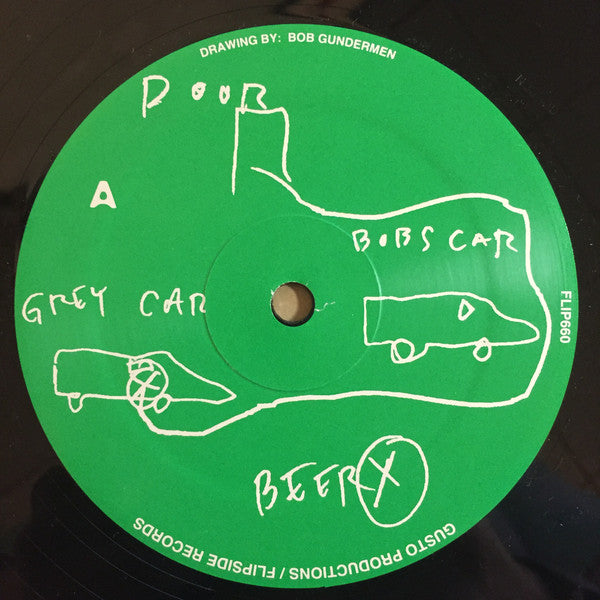 DRAWING BY: BOB GUNDERMEN
DOOR
A
BOBS CAR
GREY CAR
FLIP660
X
BEER X
GUSTO PRODUCTIONS / FLIPSIDE RECORDS